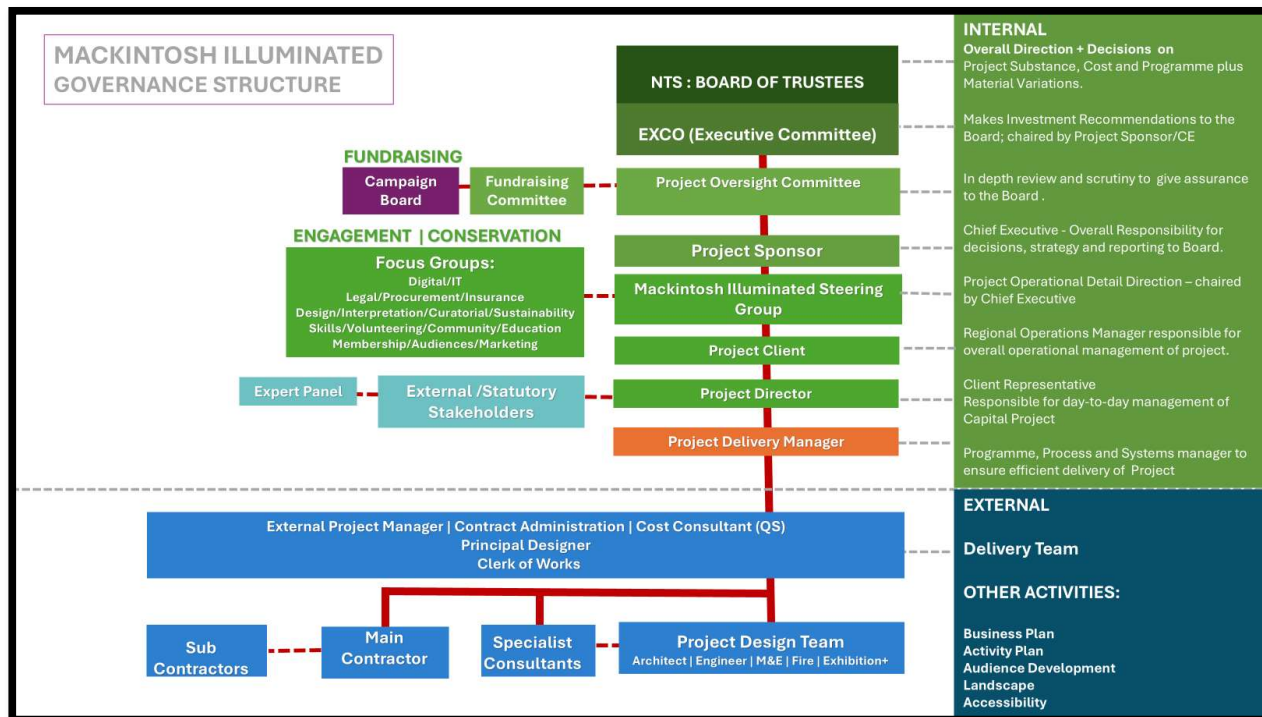 MACKINTOSH ILLUMINATED
GOVERNANCE STRUCTURE
NTS : BOARD OF TRUSTEES
EXCO (Executive Committee)
FUNDRAISING
Campaign
Board
Fundraising
Committee
Project Oversight Committee
ENGAGEMENT | CONSERVATION
Project Sponsor
Focus Groups:
Digital/IT
Legal/Procurement/Insurance
Design/Interpretation/Curatorial/Sustainability
Skills/Volunteering/Community/Education
Membership/Audiences/Marketing
Mackintosh Illuminated Steering
Group
Project Client
Expert Panel
External /Statutory
Stakeholders
Project Director
Project Delivery Manager
External Project Manager | Contract Administration | Cost Consultant (QS)
Principal Designer
Clerk of Works
Sub
Contractors
Main
Contractor
Specialist
Consultants
Project Design Team
Architect | Engineer | M&E | Fire | Exhibition+
INTERNAL
Overall Direction + Decisions on
Project Substance, Cost and Programme plus
Material Variations.
Makes Investment Recommendations to the
Board; chaired by Project Sponsor/CE
In depth review and scrutiny to give assurance
to the Board .
Chief Executive - Overall Responsibility for
decisions, strategy and reporting to Board.
Project Operational Detail Direction – chaired
by Chief Executive
Regional Operations Manager responsible for
overall operational management of project.
Client Representative
Responsible for day-to-day management of
Capital Project
Programme, Process and Systems manager to
ensure efficient delivery of Project
EXTERNAL
Delivery Team
OTHER ACTIVITIES:
Business Plan
Activity Plan
Audience Development
Landscape
Accessibility